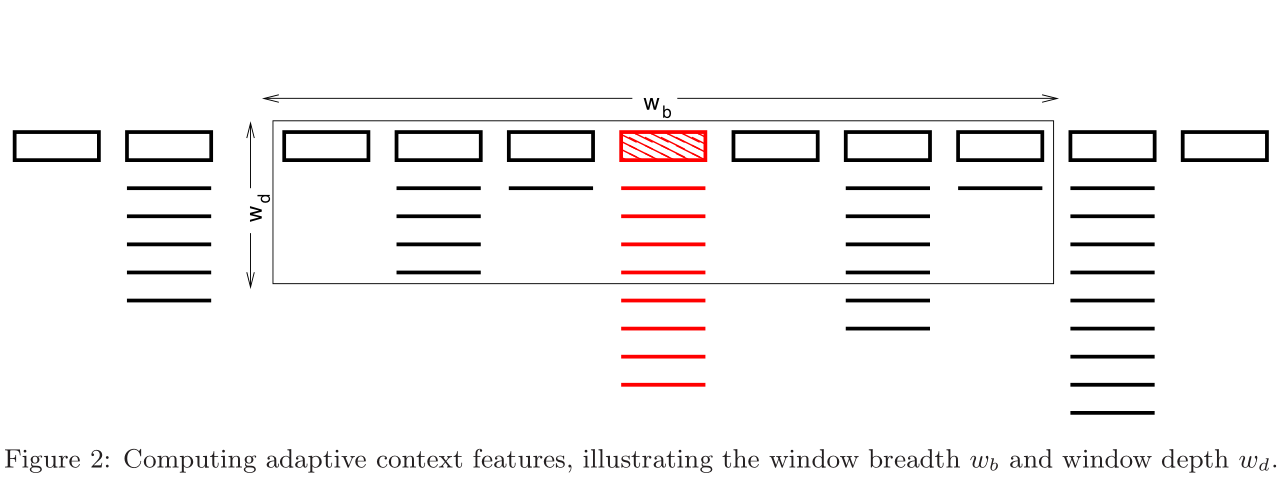 w_b
w_d
Figure 2: Computing adaptive context features, illustrating the window breadth w_b and window depth w_d.